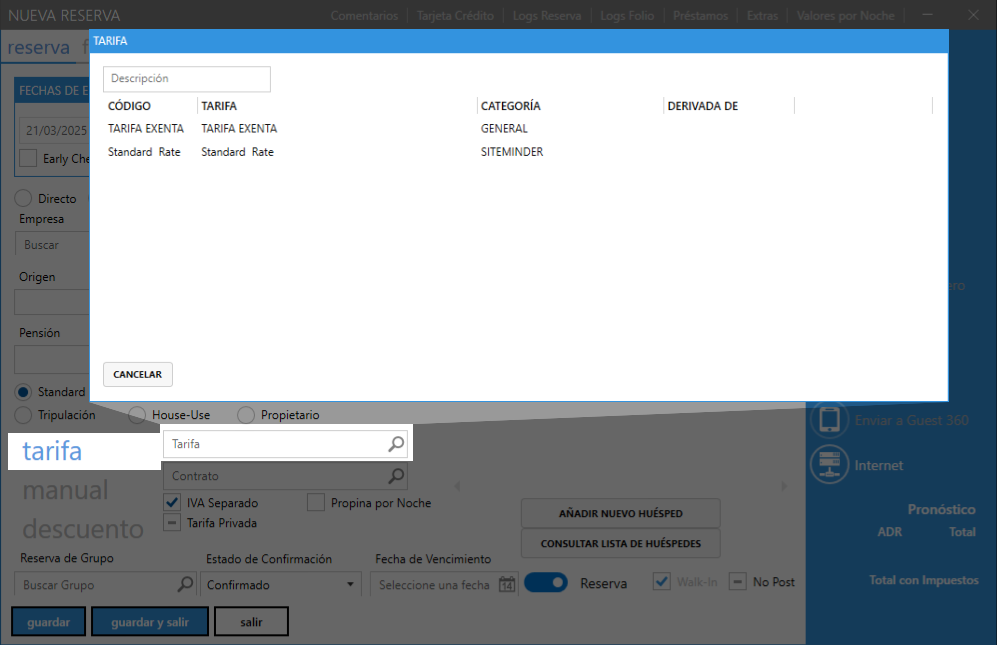 NUEVA RESERVA
Comentarios Tarjeta Crédito Logs Reserva Logs Folio Préstamos Extras Valores por Noche
reserva f
TARIFA
FECHAS DE E
Descripción
CÓDIGO TARIFA CATEGORÍA DERIVADA DE
TARIFA EXENTA TARIFA EXENTA GENERAL
Standard Rate Standard Rate SITEMINDER
21/03/2025
Early Che
Directo
Empresa
Buscar
Origen
ero
Pensión
CANCELAR
Standard
Tripulación House-Use Propietario
Enviar a Guest 360
tarifa Tarifa
Internet
manual Contrato
IVA Separado Propina por Noche
Tarifa Privada
descuento
AÑADIR NUEVO HUÉSPED
CONSULTAR LISTA DE HUÉSPEDES
Pronóstico
ADR Total
Reserva de Grupo Estado de Confirmación Fecha de Vencimiento
Buscar Grupo Confirmado Seleccione una fecha 14 Reserva Walk-In No Post
Total con Impuestos
guardar guardar y salir salir